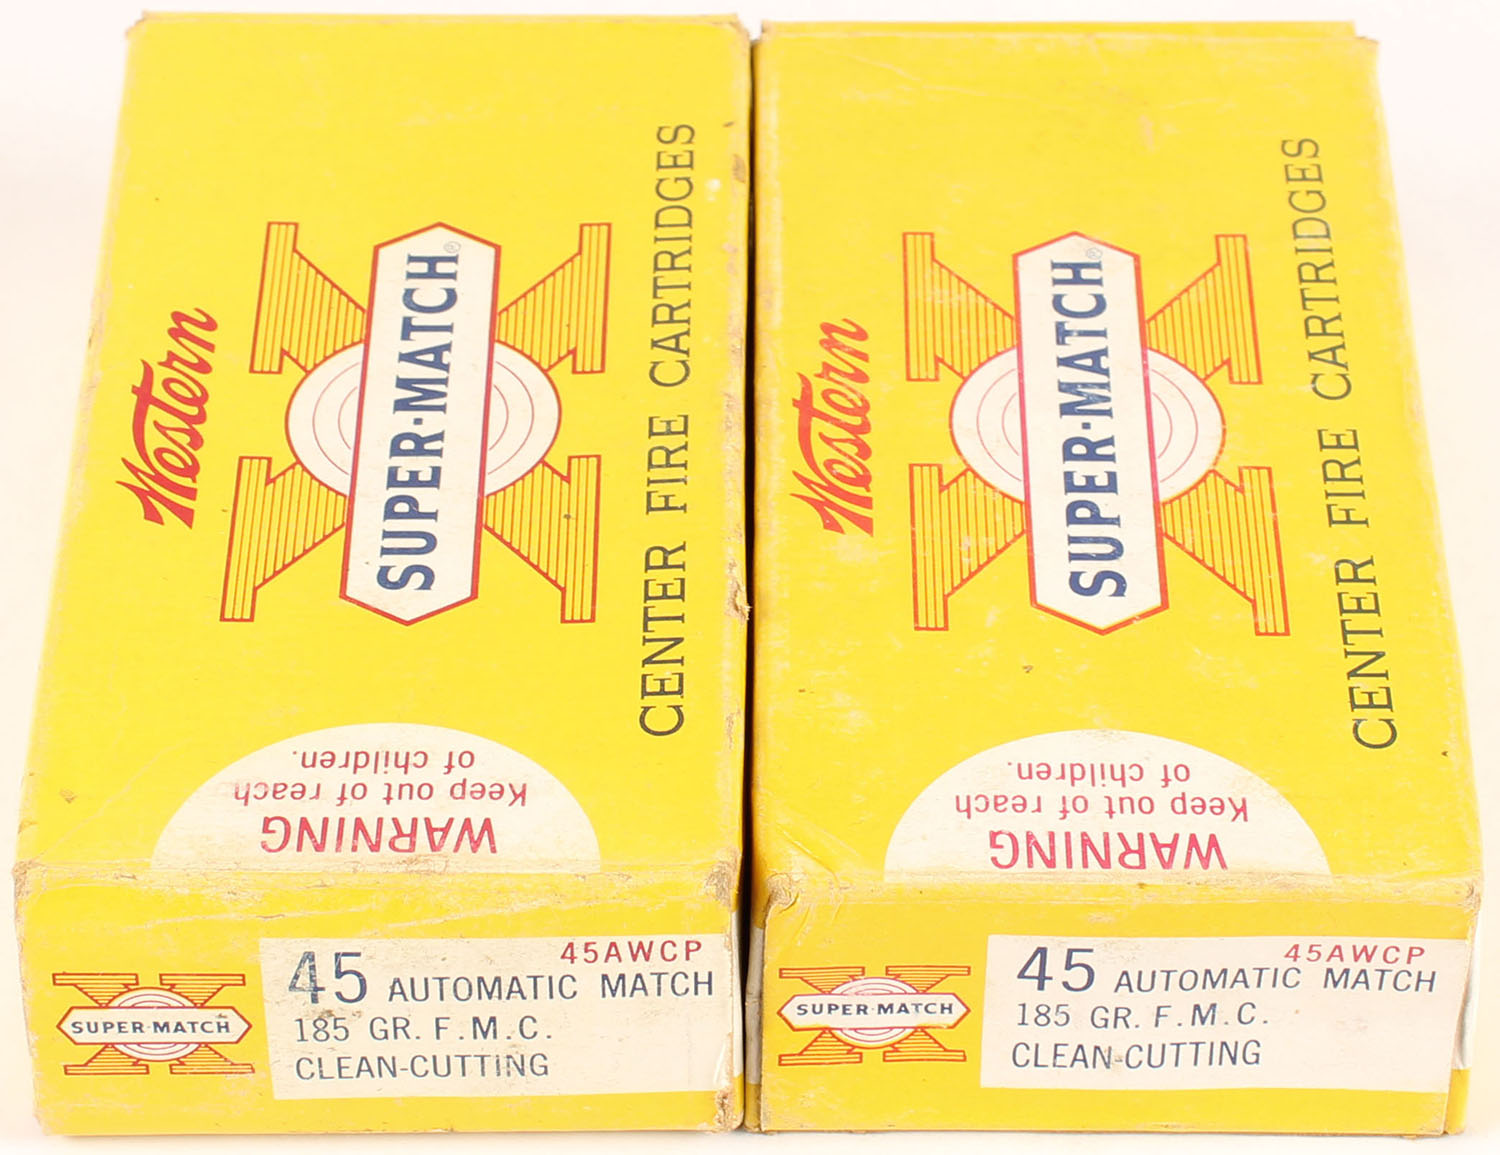 Western
SUPER-MATCH®
CENTER FIRE CARTRIDGES
WARNING
Keep out of reach
of children.
SUPER-MATCH
45AWCP
45 AUTOMATIC MATCH
185 GR. F.M.C.
CLEAN-CUTTING
Western
SUPER-MATCH®
CENTER FIRE CARTRIDGES
WARNING
Keep out of reach
of children.
SUPER-MATCH
45AWCP
45 AUTOMATIC MATCH
185 GR. F.M.C.
CLEAN-CUTTING